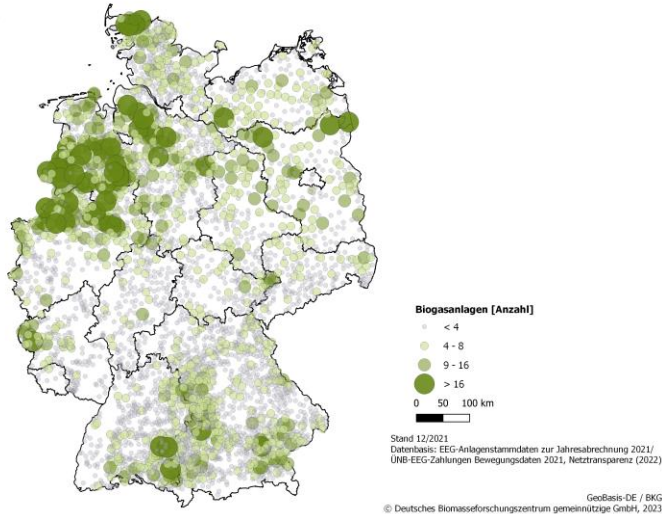 Biogasanlagen [Anzahl]
< 4
4 - 8
9 - 16
> 16
0 50 100 km
Stand 12/2021
Datenbasis: EEG-Anlagenstammdaten zur Jahresabrechnung 2021/
ÜNB-EEG-Zahlungen Bewegungsdaten 2021, Netztransparenz (2022)
GeoBasis-DE / BKG
© Deutsches Biomasseforschungszentrum gemeinnützige GmbH, 2023